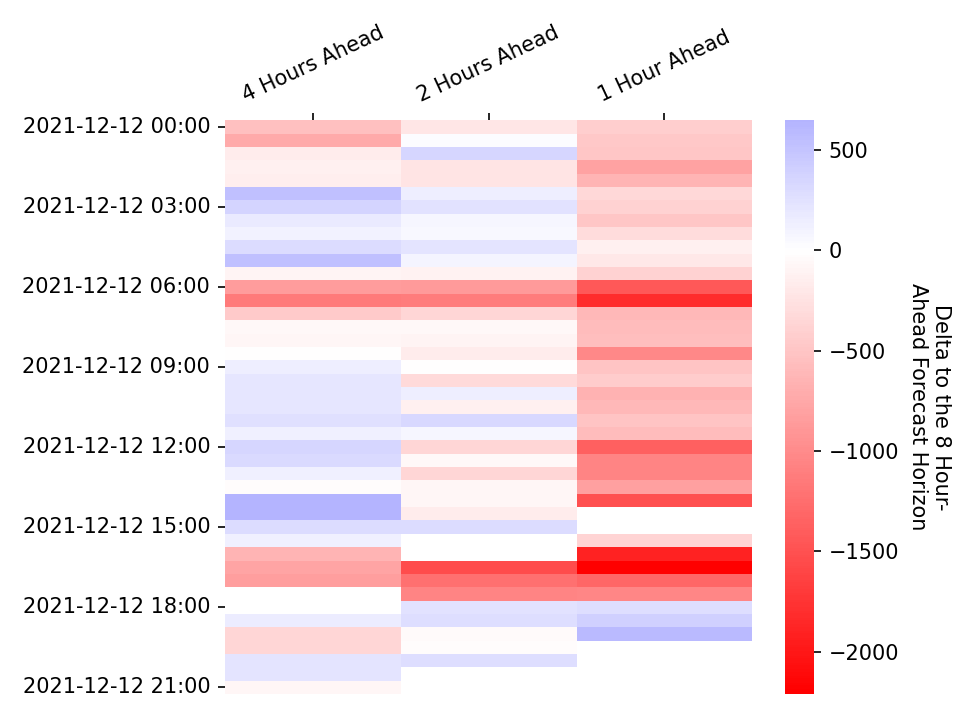 4 Hours Ahead
2 Hours Ahead
1 Hour Ahead
2021-12-12 00:00
2021-12-12 03:00
2021-12-12 06:00
2021-12-12 09:00
2021-12-12 12:00
2021-12-12 15:00
2021-12-12 18:00
2021-12-12 21:00
500
0
−500
−1000
−1500
−2000
Delta to the 8 Hour-
Ahead Forecast Horizon